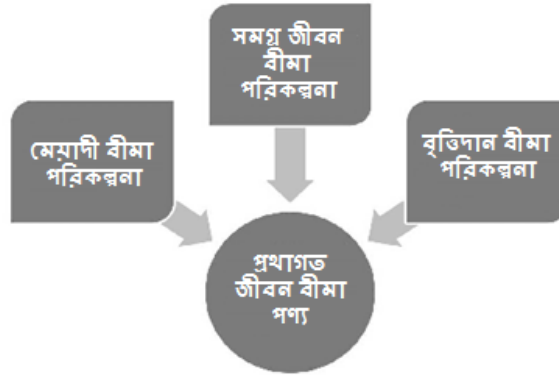 সমগ্র জীবন
বীমা
পরিকল্পনা
মেয়াদী বীমা
পরিকল্পনা
বৃত্তিদান বীমা
পরিকল্পনা
প্রথাগত
জীবন বীমা
পণ্য